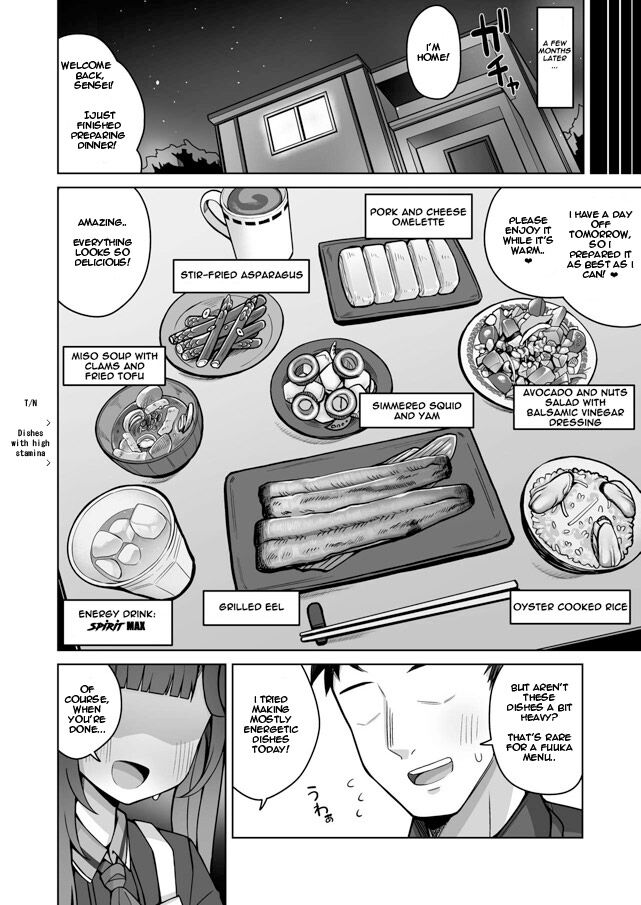 A FEW
MONTHS
LATER
...
ガチャ
I'M
HOME!
WELCOME
BACK,
SENSEI!
I JUST
FINISHED
PREPARING
DINNER!
I HAVE A DAY
OFF
TOMORROW,
SO I
PREPARED IT
AS BEST AS I
CAN! ♥
PLEASE
ENJOY IT
WHILE IT'S
WARM..
♥
AMAZING..
EVERYTHING
LOOKS SO
DELICIOUS!
PORK AND CHEESE
OMELETTE
STIR-FRIED ASPARAGUS
MISO SOUP WITH
CLAMS AND
FRIED TOFU
SIMMERED SQUID
AND YAM
AVOCADO AND NUTS
SALAD WITH
BALSAMIC VINEGAR
DRESSING
T/N
>
Dishes
with high
stamina
>
ENERGY DRINK:
SPIRIT MAX
GRILLED EEL
OYSTER COOKED RICE
BUT AREN'T
THESE
DISHES A BIT
HEAVY?
THAT'S RARE
FOR A FUUKA
MENU..
うわぁ
I TRIED
MAKING
MOSTLY
ENERGETIC
DISHES
TODAY!
OF
COURSE,
WHEN
YOU'RE
DONE...